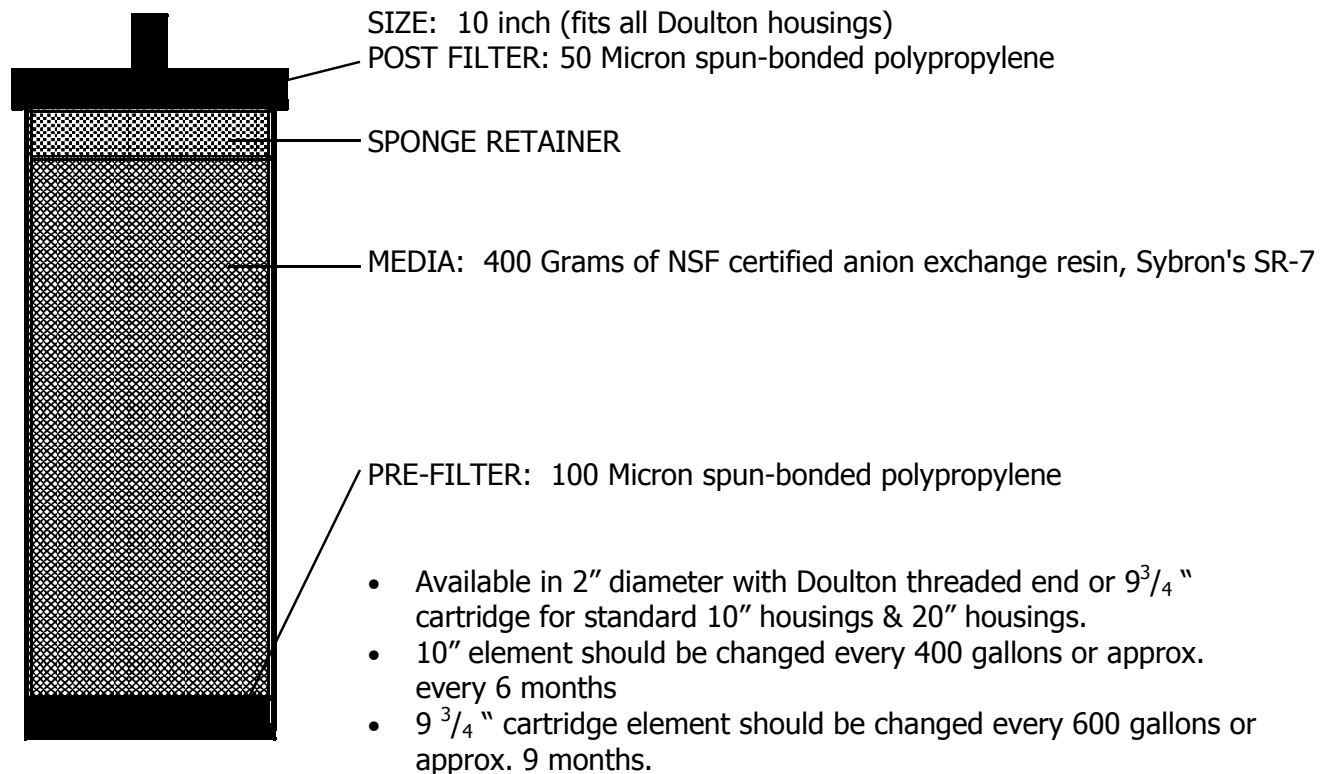 SIZE:  10 inch (fits all Doulton housings)
POST FILTER: 50 Micron spun-bonded polypropylene
SPONGE RETAINER
MEDIA:  400 Grams of NSF certified anion exchange resin, Sybron's SR-7
PRE-FILTER:  100 Micron spun-bonded polypropylene
• Available in 2” diameter with Doulton threaded end or 9 3/4 “
cartridge for standard 10” housings & 20” housings.
• 10” element should be changed every 400 gallons or approx.
every 6 months
• 9 3/4 “ cartridge element should be changed every 600 gallons or
approx. 9 months.